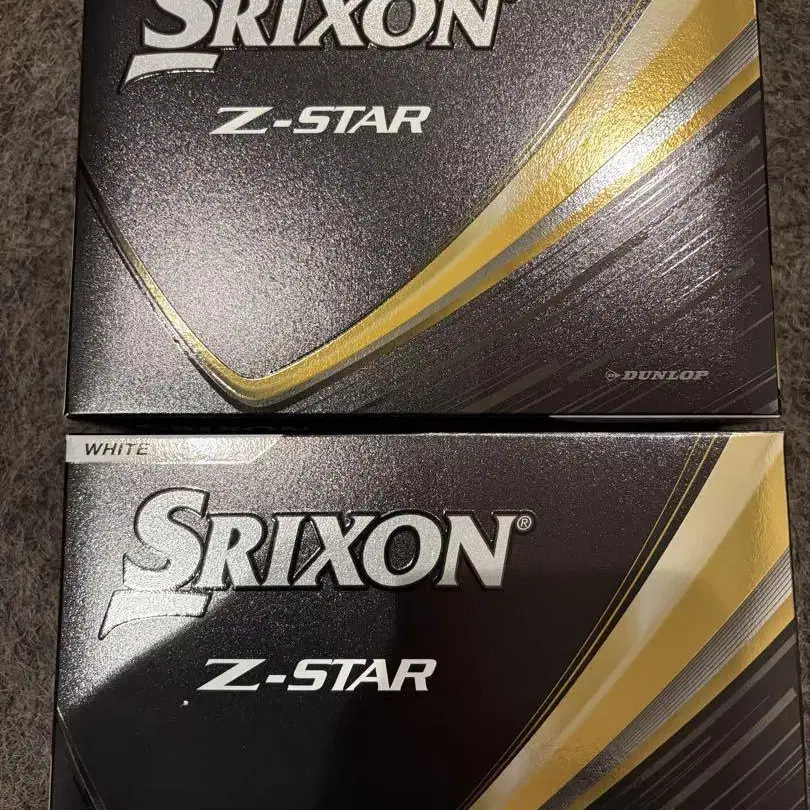 SRIXON
Z-STAR
DUNLOP
WHITE
SRIXON®
Z-STAR